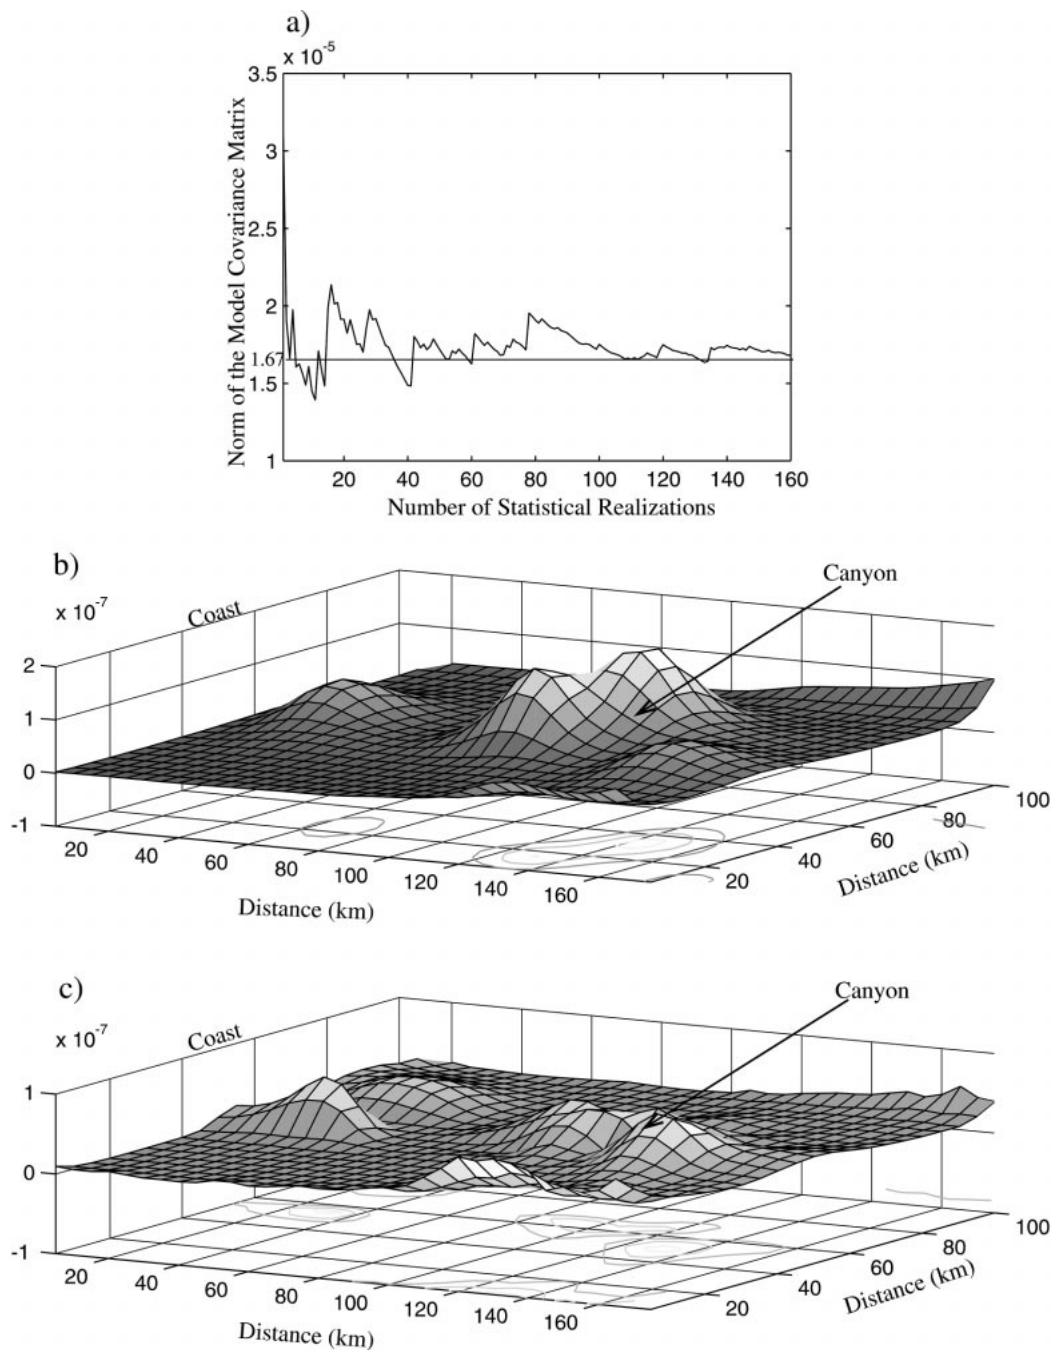 a)
x 10-5
3.5
3
2.5
2
1.67
1.5
1
Norm of the Model Covariance Matrix
20 40 60 80 100 120 140 160
Number of Statistical Realizations
b)
Canyon
x 10-7
Coast
2
1
0
-1
20 40 60 80 100 120 140 160
Distance (km)
20 40 60 80 100
Distance (km)
c)
Canyon
x 10-7
Coast
1
0
-1
20 40 60 80 100 120 140 160
Distance (km)
20 40 60 80 100
Distance (km)